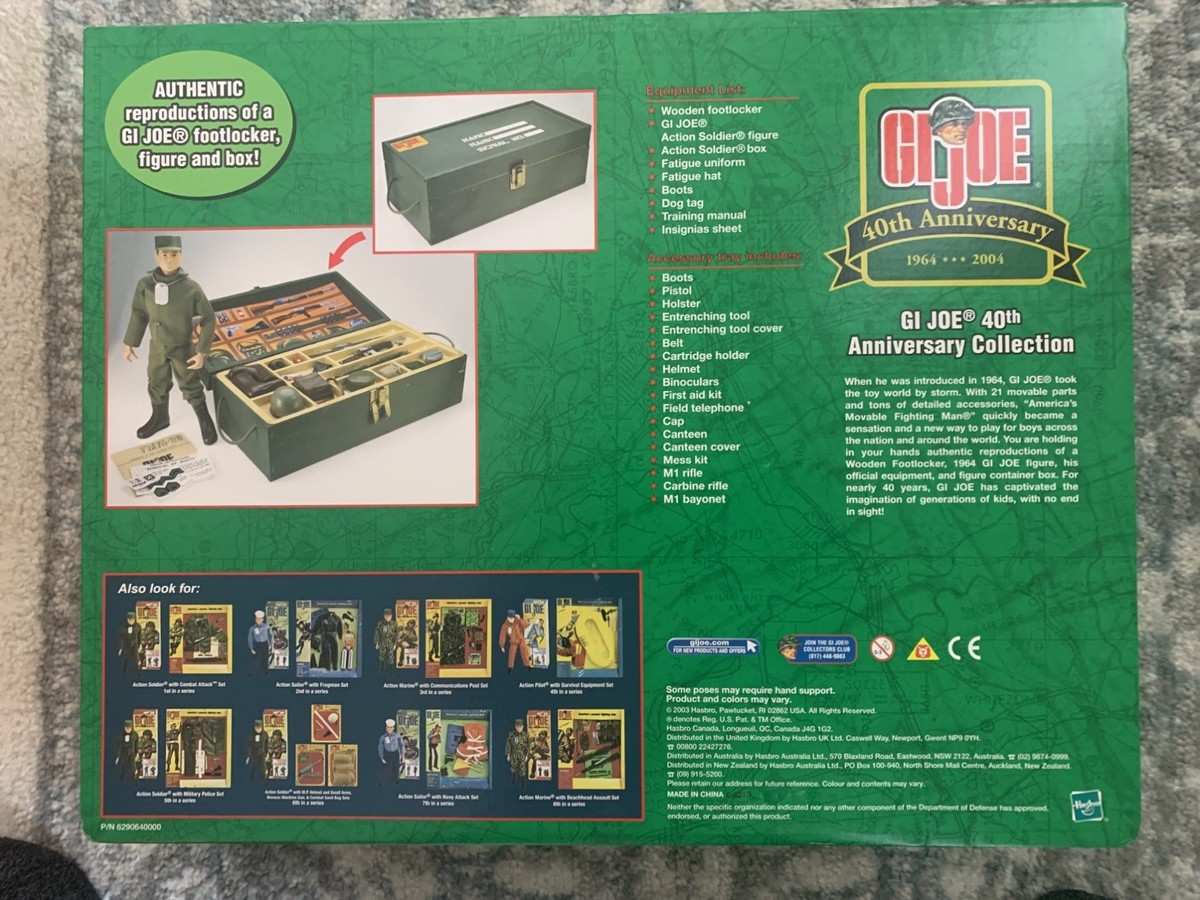 AUTHENTIC
reproductions of a
GI JOE® footlocker,
figure and box!
NAME
RANK
SERIAL NO
Equipment List:
Wooden footlocker
GI JOE®
Action Soldier® figure
Action Soldier® box
Fatigue uniform
Fatigue hat
Boots
Dog tag
Training manual
Insignias sheet
Accessory tray includes:
Boots
Pistol
Holster
Entrenching tool
Entrenching tool cover
Belt
Cartridge holder
Helmet
Binoculars
First aid kit
Field telephone
Cap
Canteen
Canteen cover
Mess kit
M1 rifle
Carbine rifle
M1 bayonet
GI JOE
40th Anniversary
1964 ••• 2004
GI JOE® 40th
Anniversary Collection
When he was introduced in 1964, GI JOE® took
the toy world by storm. With 21 movable parts
and tons of detailed accessories, "America's
Movable Fighting Man®" quickly became a
sensation and a new way to play for boys across
the nation and around the world. You are holding
in your hands authentic reproductions of a
Wooden Footlocker, 1964 GI JOE figure, his
official equipment, and figure container box. For
nearly 40 years, GI JOE has captivated the
imagination of generations of kids, with no end
in sight!
Also look for:
Action Soldier® with Combat Attack™ Set
1st in a series
Action Sailor® with Frogman Set
2nd in a series
Action Marine® with Communications Post Set
3rd in a series
Action Pilot® with Survival Equipment Set
4th in a series
Action Soldier® with Military Police Set
5th in a series
Action Soldier® with M.P. Helmet and Small Arms,
6th in a series
Action Sailor® with Navy Attack Set
7th in a series
Action Marine® with Beachhead Assault Set
8th in a series
P/N 6290640000
gijoe.com
FOR NEW PRODUCTS AND OFFERS
JOIN THE GI JOE®
COLLECTORS CLUB
(817) 448-9863
CE
Some poses may require hand support.
Product and colors may vary.
© 2003 Hasbro, Pawtucket, RI 02862 USA. All Rights Reserved.
® denotes Reg. U.S. Pat. & TM Office.
Hasbro Canada, Longueuil, QC, Canada J4G 1G2.
Distributed in the United Kingdom by Hasbro UK Ltd. Caswell Way, Newport, Gwent NP9 0YH.
☎ 00800 22427276.
Distributed in Australia by Hasbro Australia Ltd., 570 Blaxland Road, Eastwood, NSW 2122, Australia. ☎ (02) 9874-0999.
Distributed in New Zealand by Hasbro Australia Ltd., PO Box 100-940, North Shore Mail Centre, Auckland, New Zealand.
☎ (09) 915-5200.
Please retain our address for future reference. Colour and contents may vary.
MADE IN CHINA
Neither the specific organization indicated nor any other component of the Department of Defense has approved,
endorsed, or authorized this product.
Hasbro